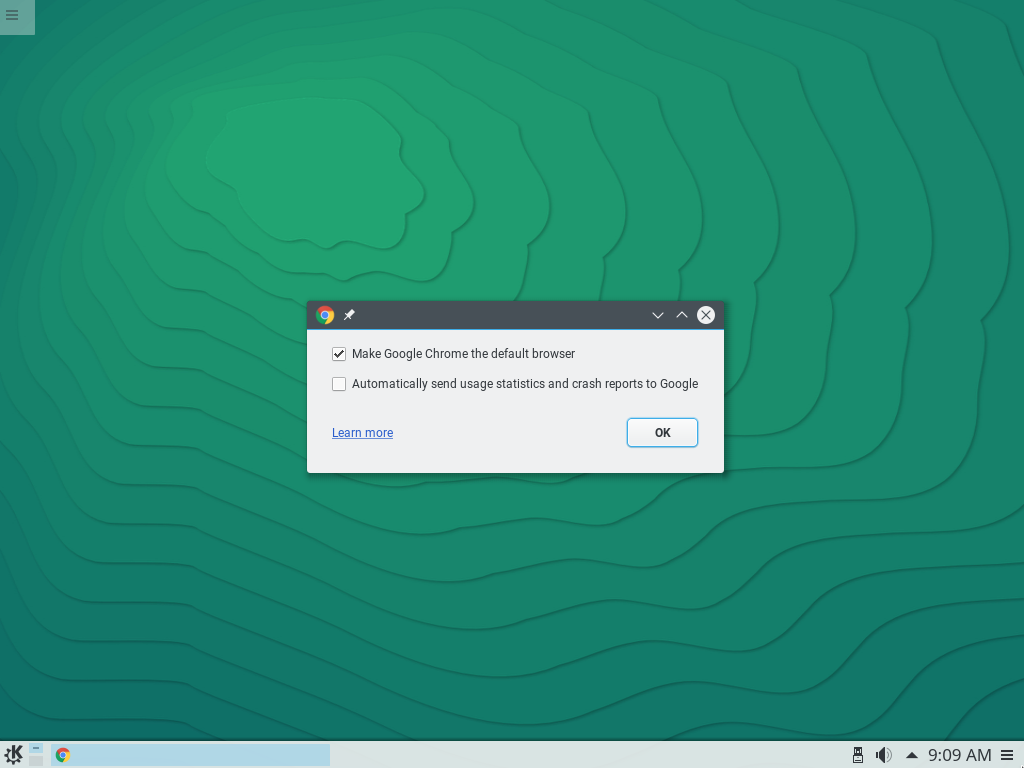 Make Google Chrome the default browser
Automatically send usage statistics and crash reports to Google
Learn more
OK
9:09 AM